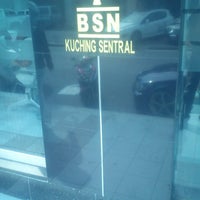 BSN
KUCHING SENTRAL